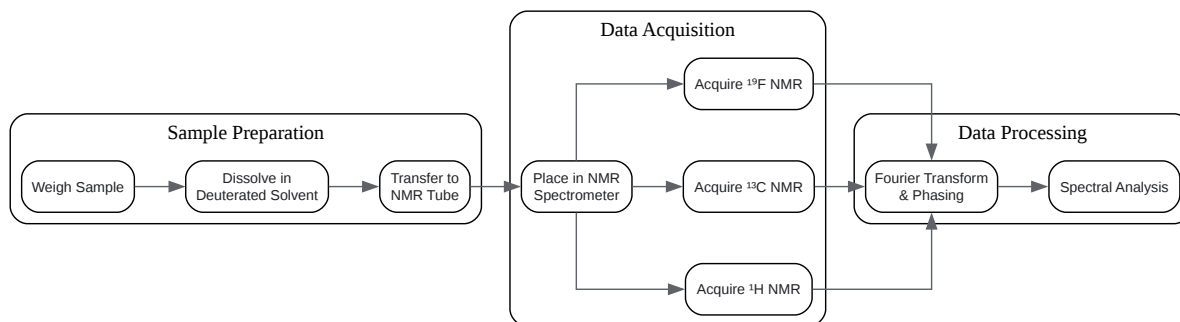 Data Acquisition
Acquire ¹⁹F NMR
Sample Preparation
Data Processing
Weigh Sample
Dissolve in
Deuterated Solvent
Transfer to
NMR Tube
Place in NMR
Spectrometer
Acquire ¹³C NMR
Fourier Transform
& Phasing
Spectral Analysis
Acquire ¹H NMR